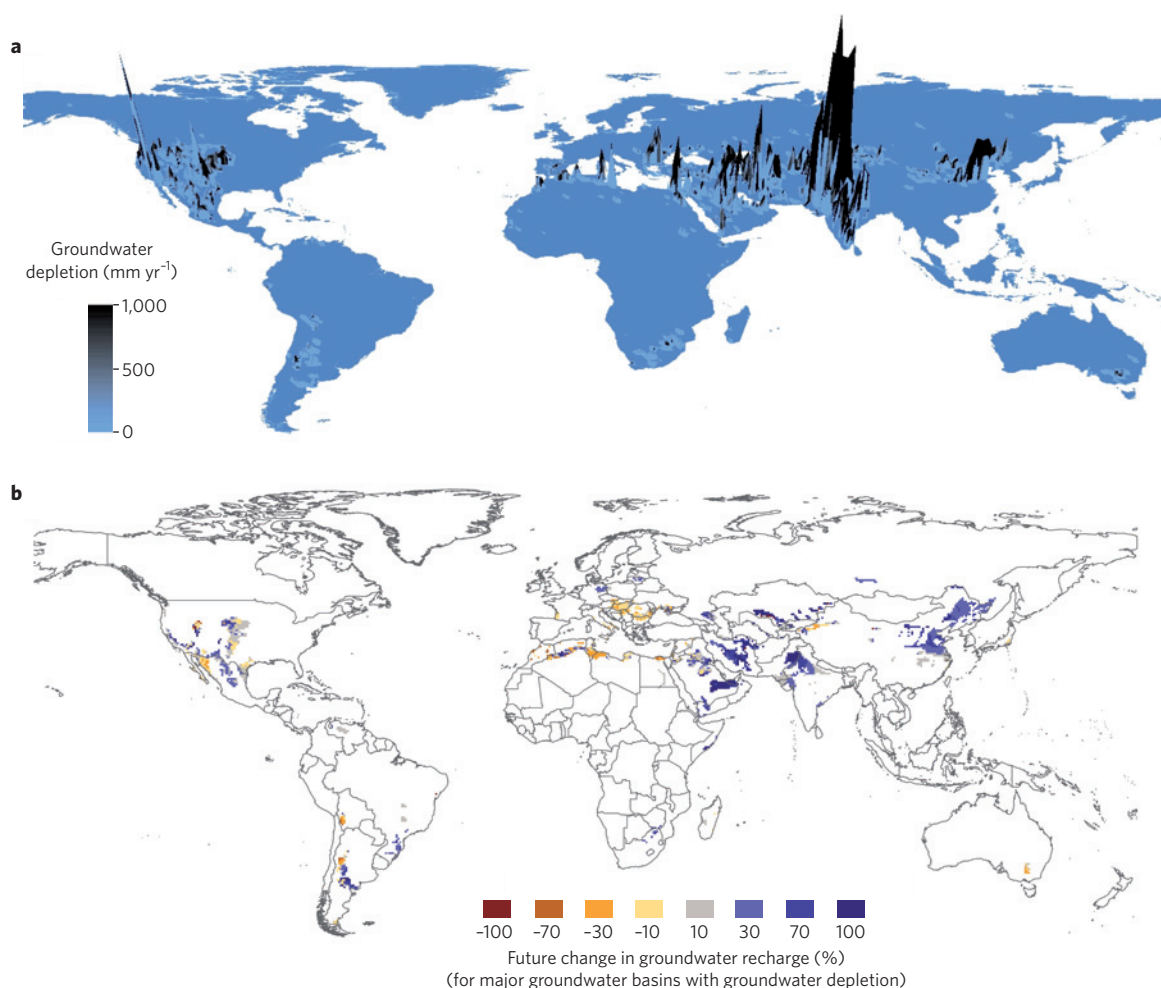 a
Groundwater
depletion (mm yr⁻¹)
1,000
500
0
b
–100 –70 –30 –10 10 30 70 100
Future change in groundwater recharge (%)
(for major groundwater basins with groundwater depletion)